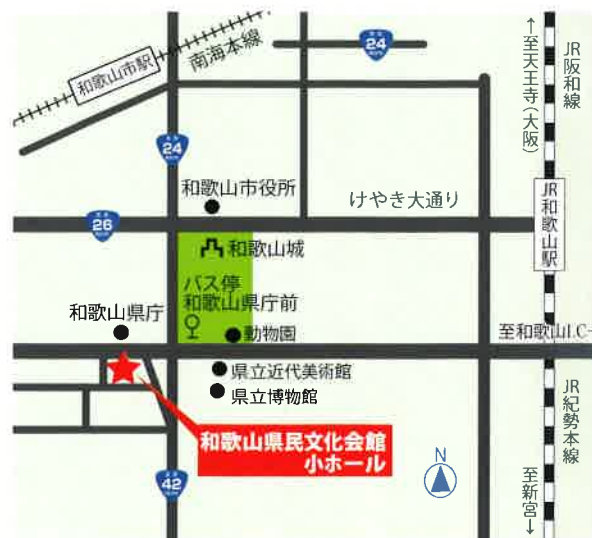 24
↑至天王寺(大阪)
JR阪和線
和歌山市駅
南海本線
24
和歌山市役所
けやき大通り
JR和歌山駅
26
和歌山城
バス停
和歌山県庁前
和歌山県庁
動物園
至和歌山I.C
県立近代美術館
県立博物館
JR紀勢本線
和歌山県民文化会館
小ホール
N
42
至新宮↓